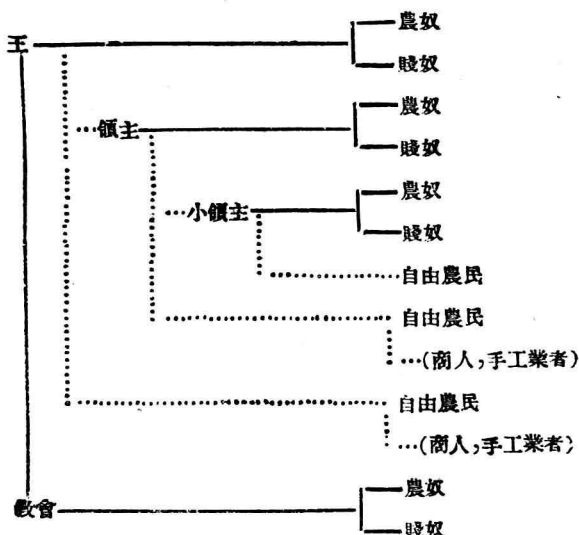 農奴
王
賤奴
農奴
…領主
賤奴
農奴
…小領主
賤奴
自由農民
自由農民
…(商人,手工業者)
自由農民
…(商人,手工業者)
農奴
教會
賤奴